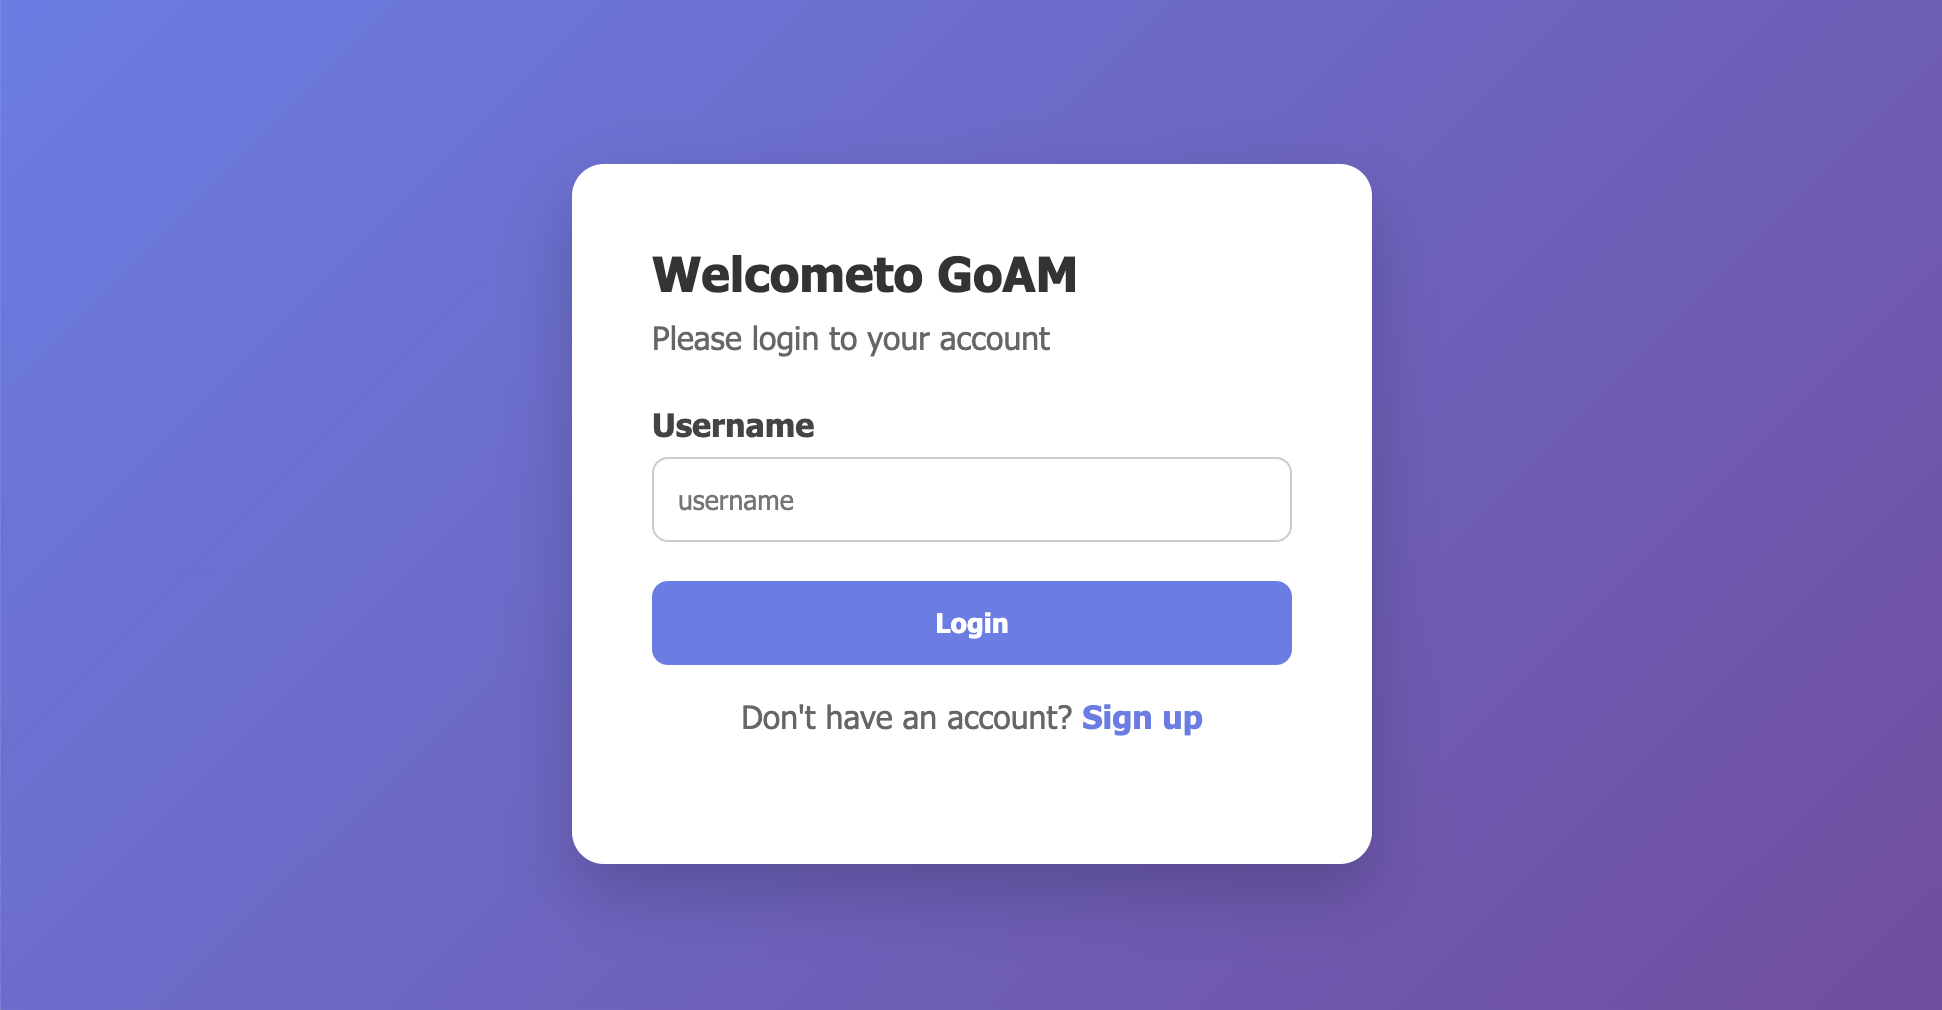 Welcometo GoAM
Please login to your account
Username
username
Login
Don't have an account? Sign up